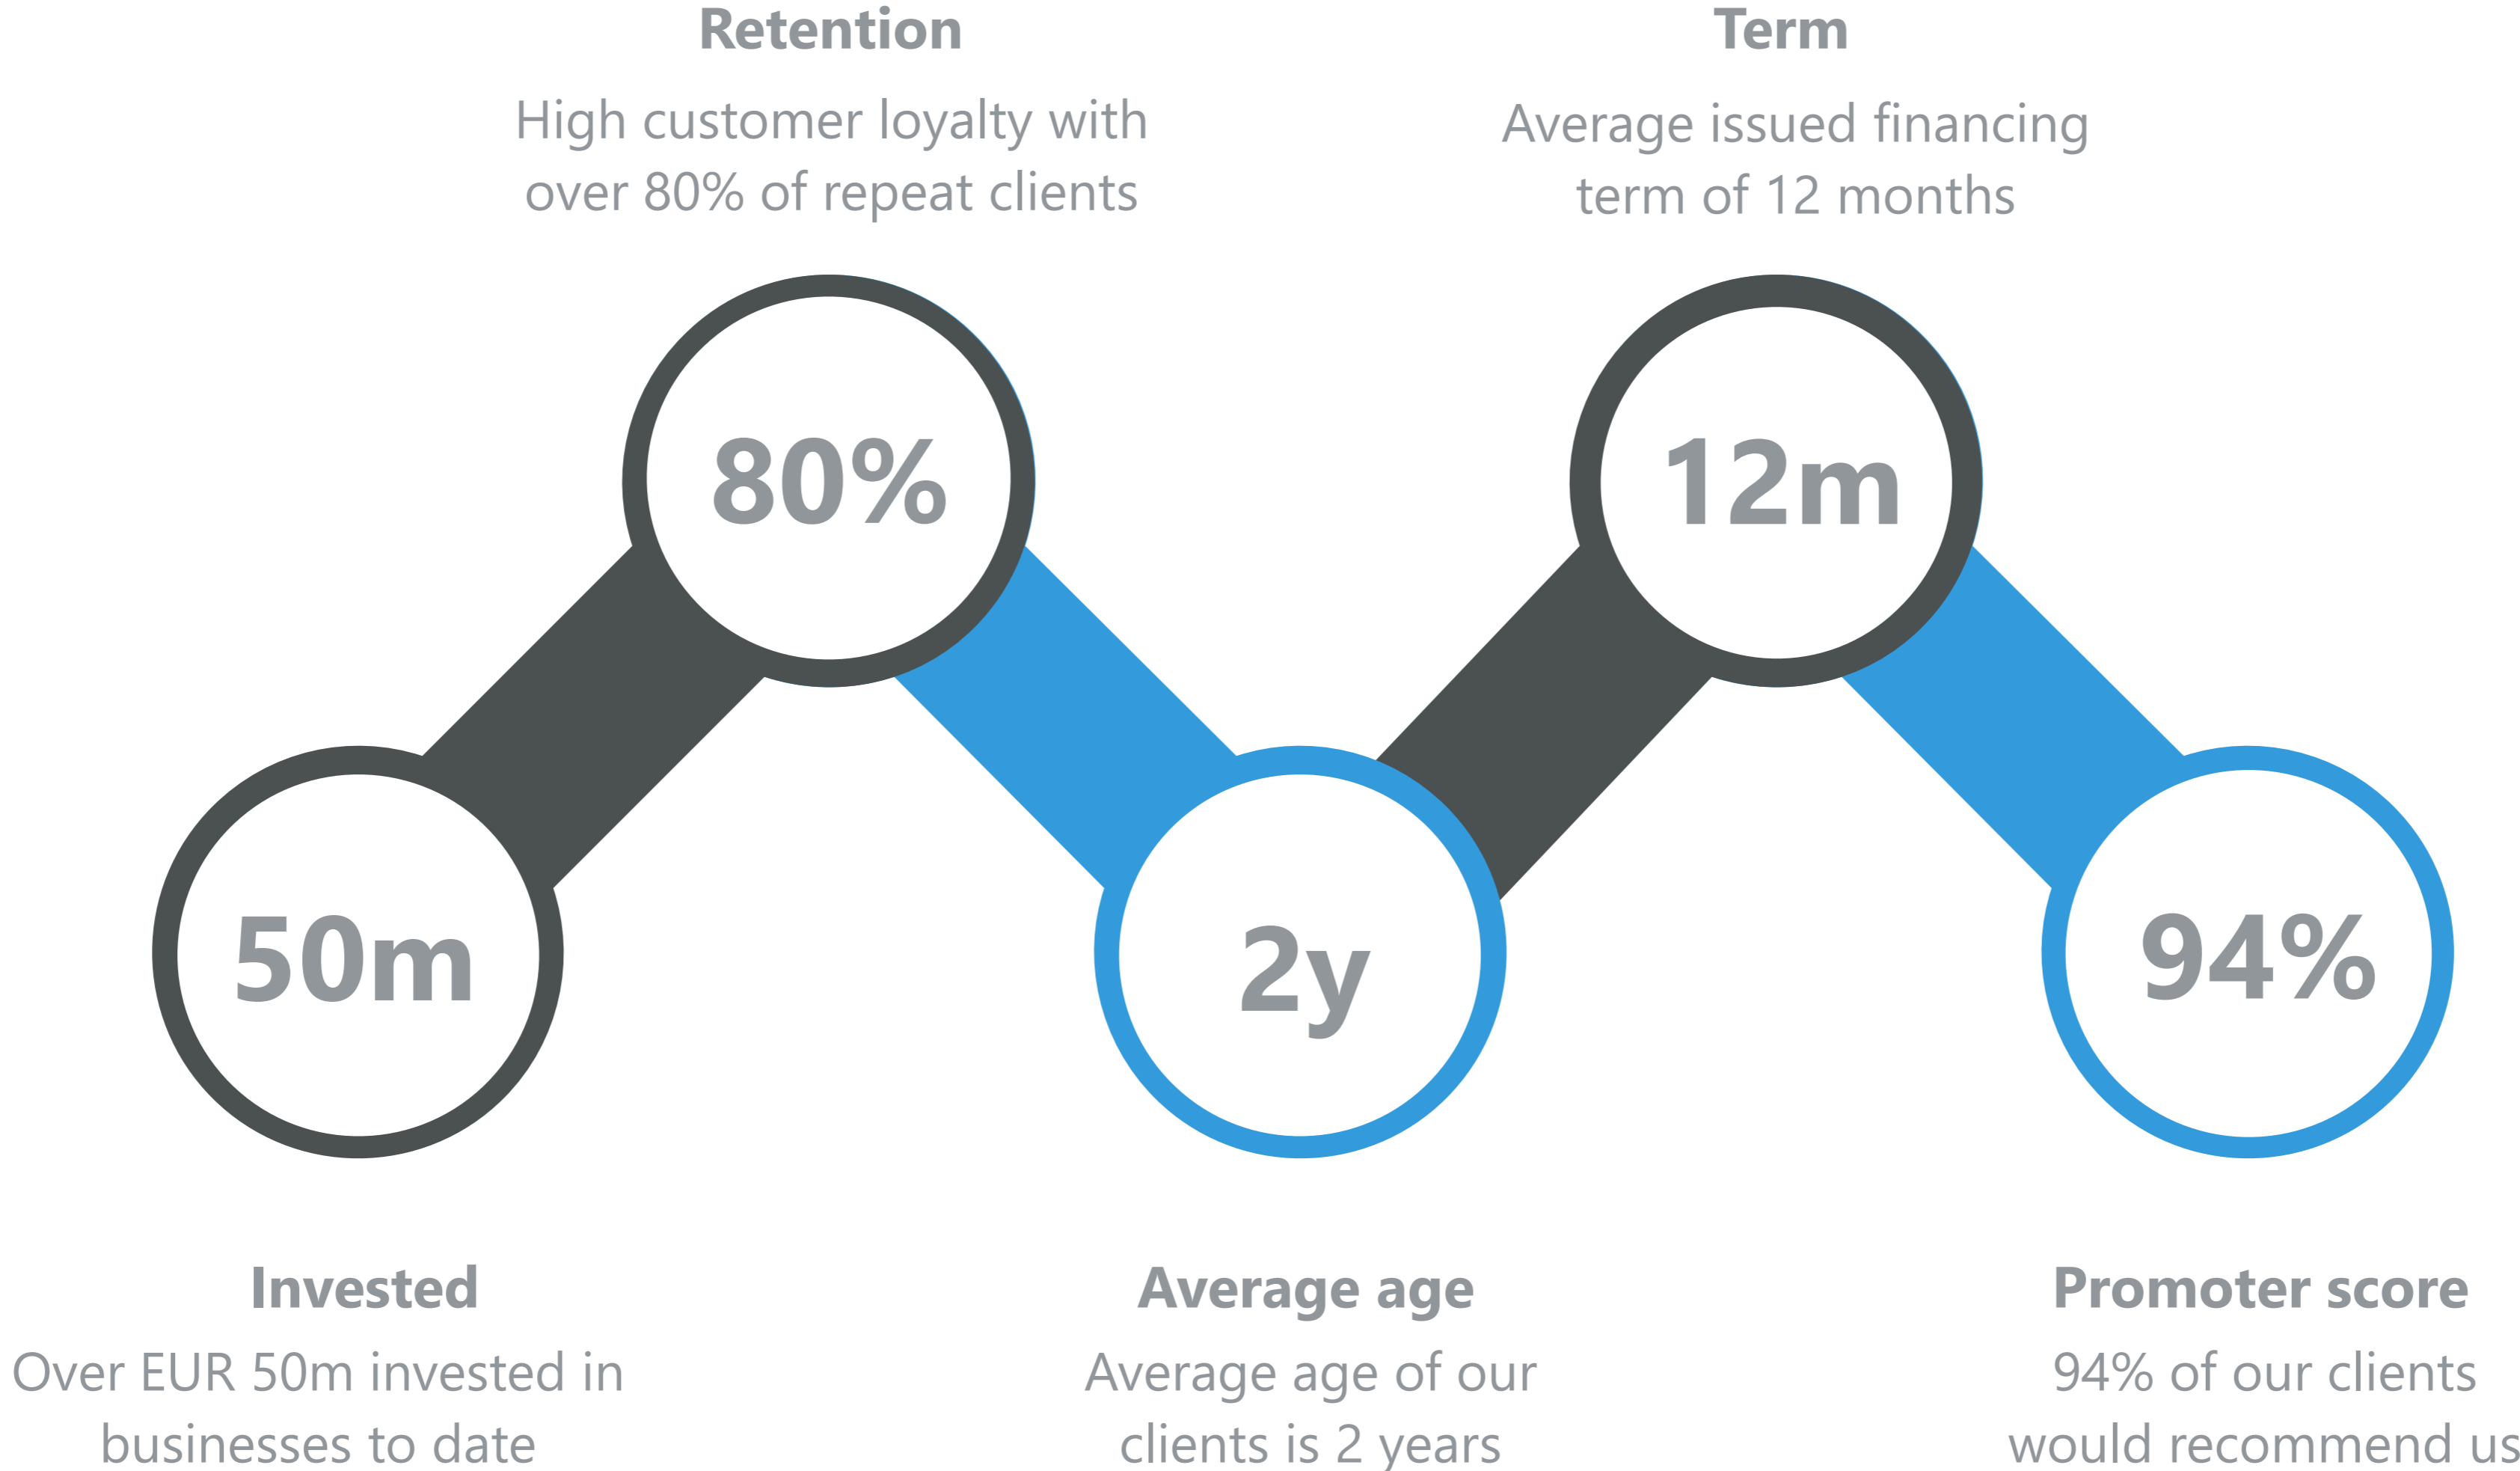 Retention
High customer loyalty with
over 80% of repeat clients
Term
Average issued financing
term of 12 months
80%
12m
50m
2y
94%
Invested
Over EUR 50m invested in
businesses to date
Average age
Average age of our
clients is 2 years
Promoter score
94% of our clients
would recommend us